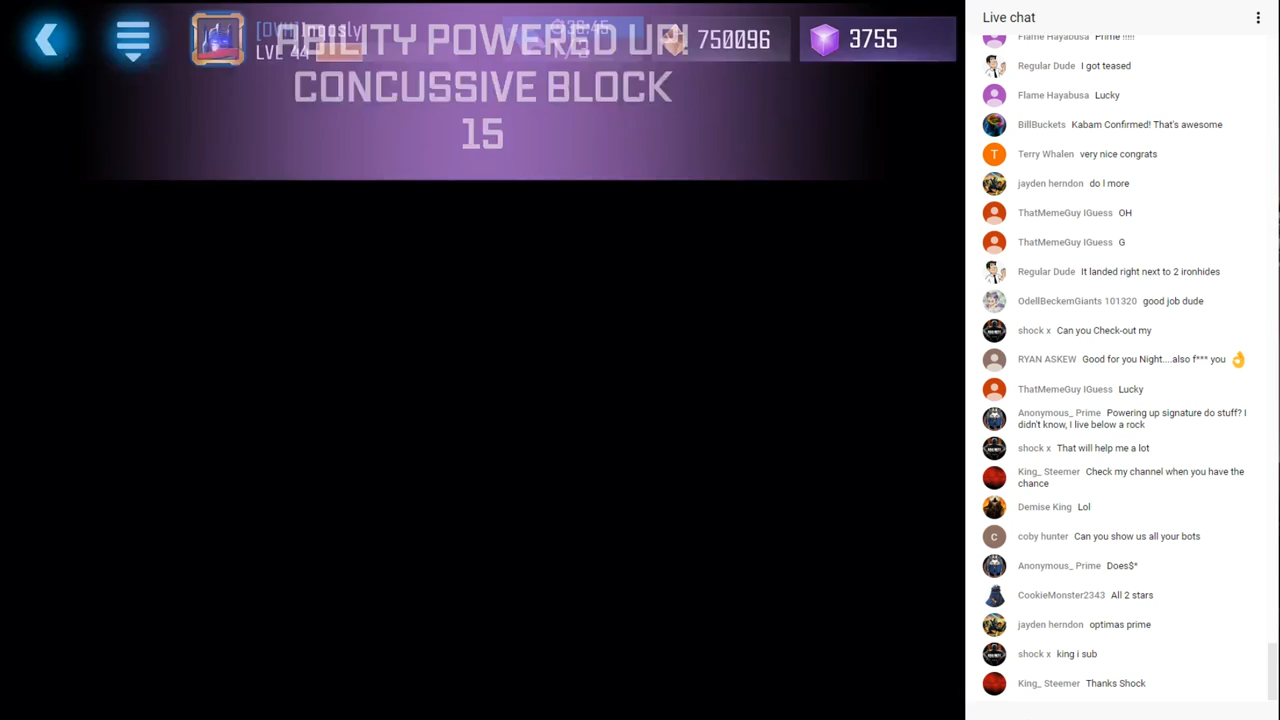 ABILITY POWERED UP!
CONCUSSIVE BLOCK
15
LVL 44
36:45
750096
3755
Live chat
Flame Hayabusa Prime !!!!!
Regular Dude I got teased
Flame Hayabusa Lucky
BillBuckets Kabam Confirmed! That's awesome
Terry Whalen very nice congrats
jayden herndon do l more
ThatMemeGuy IGuess OH
ThatMemeGuy IGuess G
Regular Dude It landed right next to 2 ironhides
OdellBeckemGiants 101320 good job dude
shock x Can you Check-out my
RYAN ASKEW Good for you Night....also f*** you 👌
ThatMemeGuy IGuess Lucky
Anonymous_ Prime Powering up signature do stuff? I
didn't know, I live below a rock
shock x That will help me a lot
King_ Steemer Check my channel when you have the
chance
Demise King Lol
C
coby hunter Can you show us all your bots
Anonymous_ Prime Does$*
CookieMonster2343 All 2 stars
jayden herndon optimas prime
shock x king i sub
King_ Steemer Thanks Shock